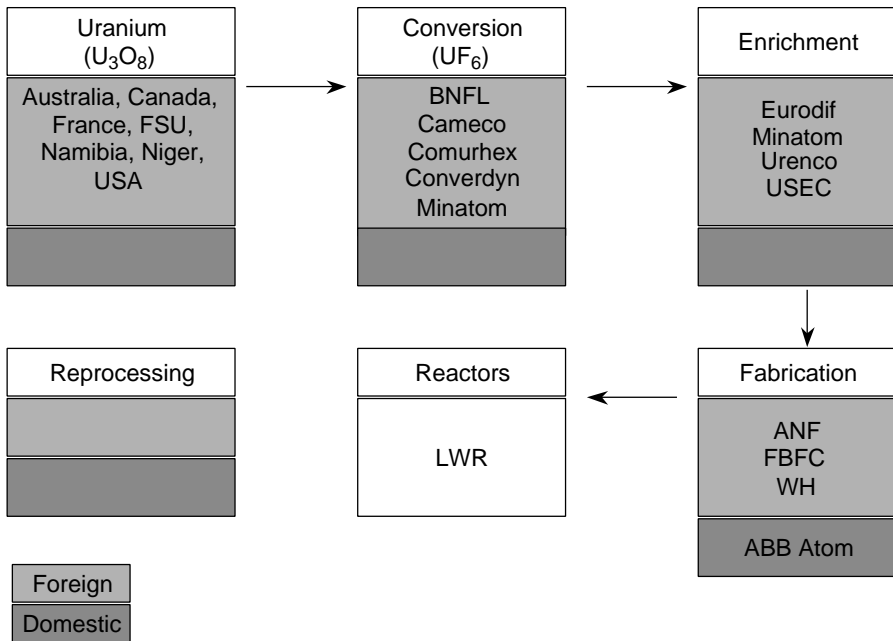 Uranium
(U₃O₈)
Australia, Canada,
France, FSU,
Namibia, Niger,
USA
Conversion
(UF₆)
BNFL
Cameco
Comurhex
Converdyn
Minatom
Enrichment
Eurodif
Minatom
Urenco
USEC
Reprocessing
Reactors
LWR
Fabrication
ANF
FBFC
WH
ABB Atom
Foreign
Domestic